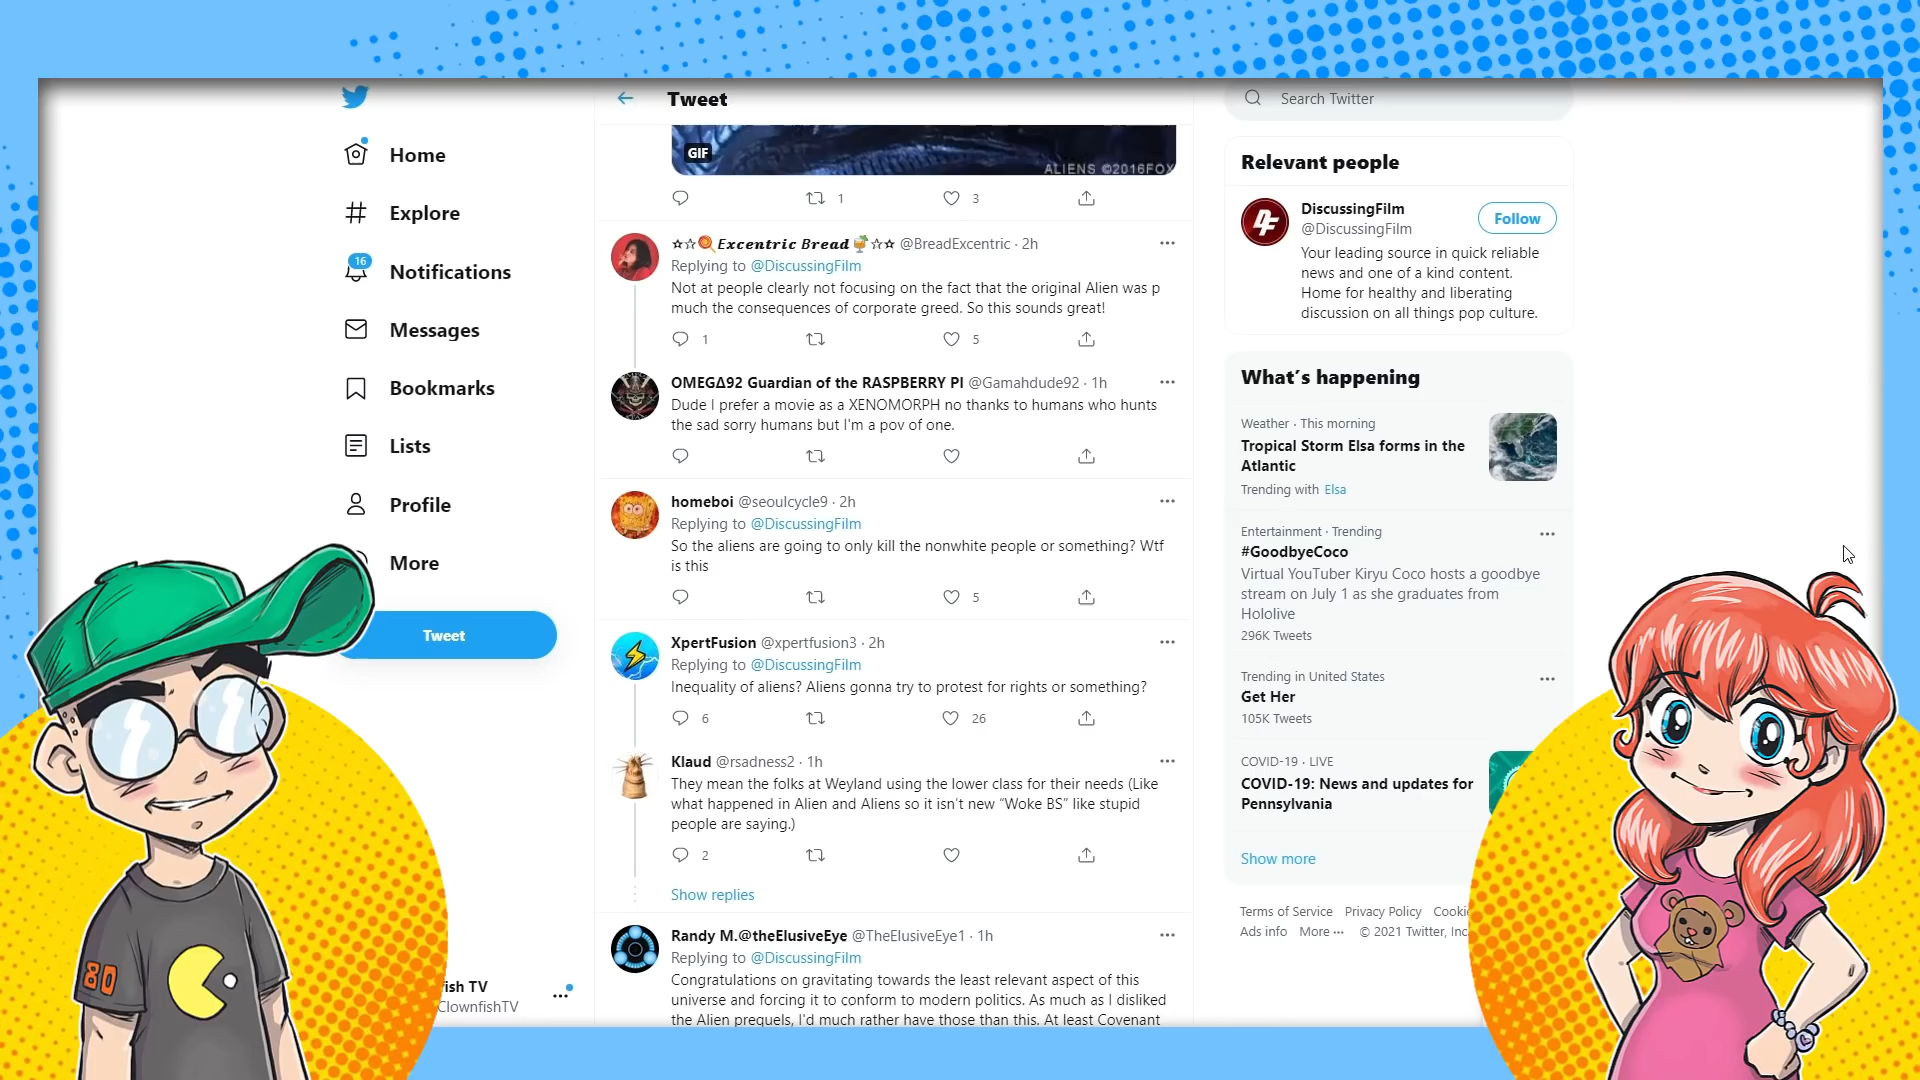 Tweet
Search Twitter
Home
Explore
16
Notifications
Messages
Bookmarks
Lists
Profile
More
Tweet
ish TV
ClownfishTV
GIF
ALIENS ©2016FOX
1
3
☆☆🍭𝑬𝒙𝒄𝒆𝒏𝒕𝒓𝒊𝒄 𝑩𝒓𝒆𝒂𝒅🍹☆☆ @BreadExcentric · 2h
Replying to @DiscussingFilm
Not at people clearly not focusing on the fact that the original Alien was p
much the consequences of corporate greed. So this sounds great!
1
5
OMEGΔ92 Guardian of the RASPBERRY PI @Gamahdude92 · 1h
Dude I prefer a movie as a XENOMORPH no thanks to humans who hunts
the sad sorry humans but I'm a pov of one.
homeboi @seoulcycle9 · 2h
Replying to @DiscussingFilm
So the aliens are going to only kill the nonwhite people or something? Wtf
is this
5
XpertFusion @xpertfusion3 · 2h
Replying to @DiscussingFilm
Inequality of aliens? Aliens gonna try to protest for rights or something?
6
26
Klaud @rsadness2 · 1h
They mean the folks at Weyland using the lower class for their needs (Like
what happened in Alien and Aliens so it isn't new “Woke BS” like stupid
people are saying.)
2
Show replies
Randy M.@theElusiveEye @TheElusiveEye1 · 1h
Replying to @DiscussingFilm
Congratulations on gravitating towards the least relevant aspect of this
universe and forcing it to conform to modern politics. As much as I disliked
the Alien prequels, I'd much rather have those than this. At least Covenant
Relevant people
DiscussingFilm
@DiscussingFilm
Follow
Your leading source in quick reliable
news and one of a kind content.
Home for healthy and liberating
discussion on all things pop culture.
What's happening
Weather · This morning
Tropical Storm Elsa forms in the
Atlantic
Trending with Elsa
Entertainment · Trending
#GoodbyeCoco
Virtual YouTuber Kiryu Coco hosts a goodbye
stream on July 1 as she graduates from
Hololive
296K Tweets
Trending in United States
Get Her
105K Tweets
COVID-19 · LIVE
COVID-19: News and updates for
Pennsylvania
Show more
Terms of Service Privacy Policy Cookie
Ads info More ··· © 2021 Twitter, Inc.
80